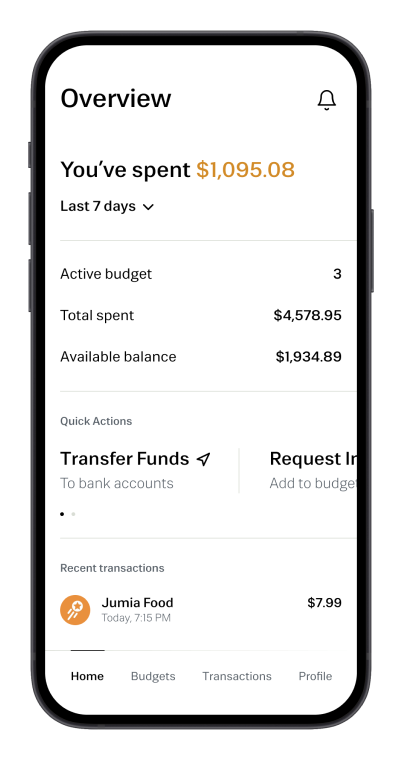 Overview
You’ve spent $1,095.08
Last 7 days
Active budget 3
Total spent $4,578.95
Available balance $1,934.89
Quick Actions
Transfer Funds Request In
To bank accounts Add to budget
Recent transactions
Jumia Food $7.99
Today, 7:15 PM
Home Budgets Transactions Profile